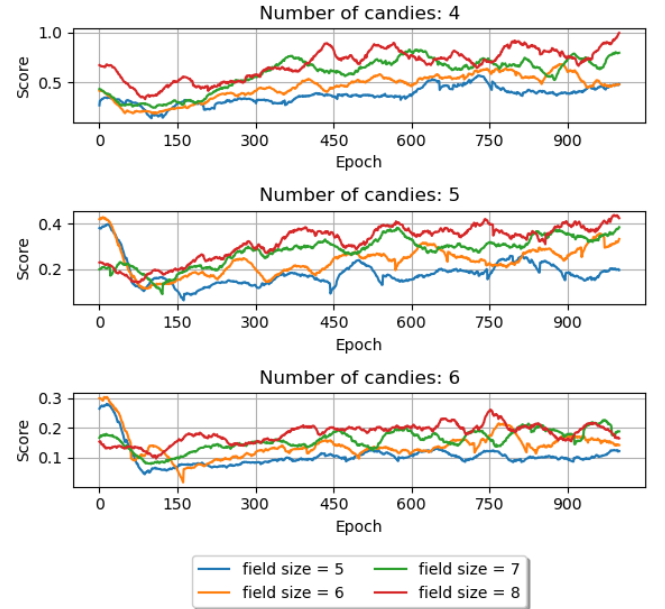 Number of candies: 4
1.0
0.5
Score
0 150 300 450 600 750 900
Epoch
Number of candies: 5
0.4
0.2
Score
0 150 300 450 600 750 900
Epoch
Number of candies: 6
0.3
0.2
0.1
Score
0 150 300 450 600 750 900
Epoch
field size = 5 field size = 7
field size = 6 field size = 8